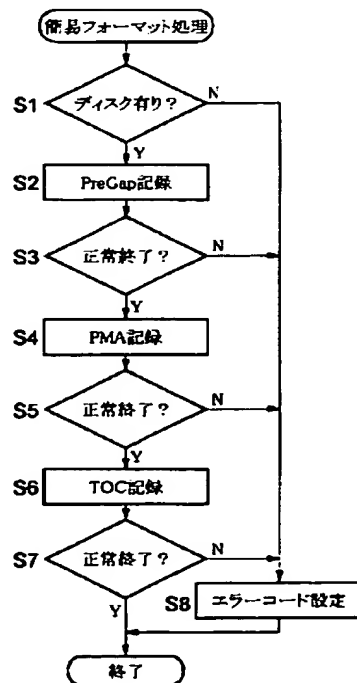 簡易フォーマット処理
S1 ディスク有り? N
Y
S2 PreGap記録
S3 正常終了? N
Y
S4 PMA記録
S5 正常終了? N
Y
S6 TOC記録
S7 正常終了? N
Y
S8 エラーコード設定
終了